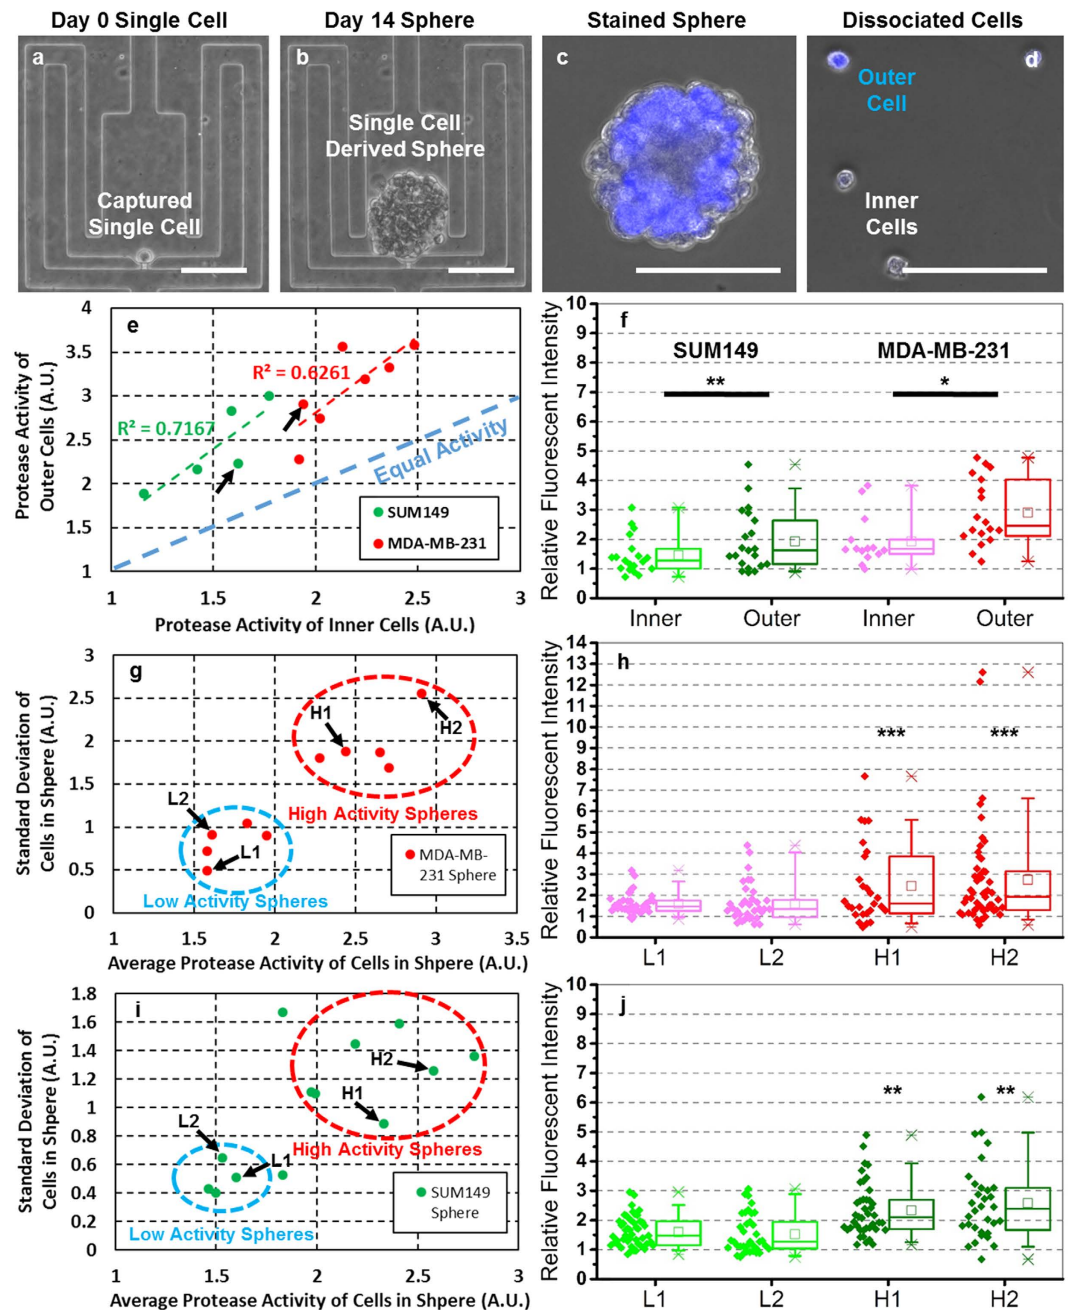 Day 0 Single Cell
Day 14 Sphere
Stained Sphere
Dissociated Cells
a
Captured
Single Cell
b
Single Cell
Derived Sphere
c
d
Outer
Cell
Inner
Cells
e
Protease Activity of
Outer Cells (A.U.)
4
3.5
3
2.5
2
1.5
1
R² = 0.7167
R² = 0.6261
Equal Activity
SUM149
MDA-MB-231
1
1.5
2
2.5
3
Protease Activity of Inner Cells (A.U.)
f
Relative Fluorescent Intensity
10
9
8
7
6
5
4
3
2
1
0
SUM149
MDA-MB-231
**
*
Inner
Outer
Inner
Outer
g
Standard Deviation of
Cells in Shpere (A.U.)
3
2.5
2
1.5
1
0.5
0
H1
H2
High Activity Spheres
L2
L1
Low Activity Spheres
MDA-MB-
231 Sphere
1
1.5
2
2.5
3
3.5
Average Protease Activity of Cells in Shpere (A.U.)
h
Relative Fluorescent Intensity
14
13
12
11
10
9
8
7
6
5
4
3
2
1
0
***
***
L1
L2
H1
H2
i
Standard Deviation of
Cells in Shpere (A.U.)
1.8
1.6
1.4
1.2
1
0.8
0.6
0.4
0.2
0
H2
H1
High Activity Spheres
L2
L1
Low Activity Spheres
SUM149
Sphere
1
1.5
2
2.5
3
Average Protease Activity of Cells in Shpere (A.U.)
j
Relative Fluorescent Intensity
10
9
8
7
6
5
4
3
2
1
0
**
**
L1
L2
H1
H2